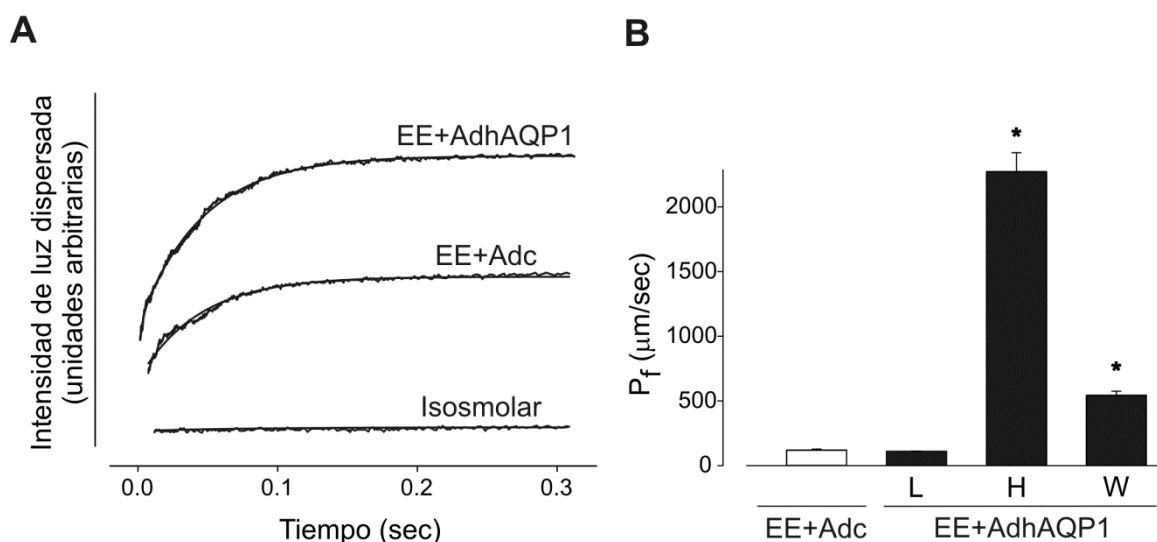 A
Intensidad de luz dispersada
(unidades arbitrarias)
EE+AdhAQP1
EE+Adc
Isosmolar
0.0 0.1 0.2 0.3
Tiempo (sec)
B
Pf (µm/sec)
2000
1500
1000
500
0
*
*
L H W
EE+Adc EE+AdhAQP1